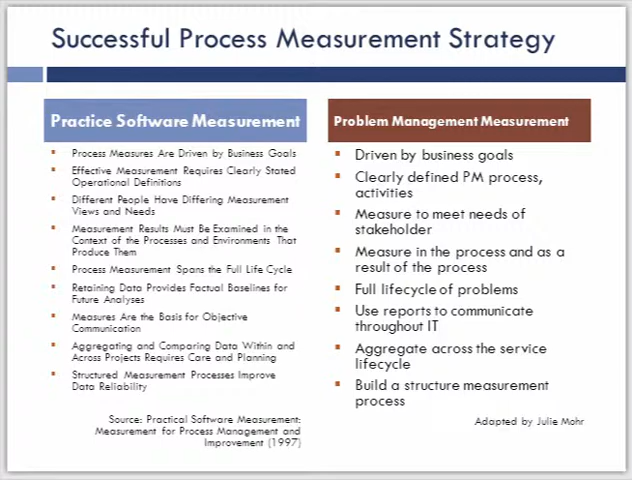 Successful Process Measurement Strategy
Practice Software Measurement
Process Measures Are Driven by Business Goals
Effective Measurement Requires Clearly Stated
Operational Definitions
Different People Have Differing Measurement
Views and Needs
Measurement Results Must Be Examined in the
Context of the Processes and Environments That
Produce Them
Process Measurement Spans the Full Life Cycle
Retaining Data Provides Factual Baselines for
Future Analyses
Measures Are the Basis for Objective
Communication
Aggregating and Comparing Data Within and
Across Projects Requires Care and Planning
Structured Measurement Processes Improve
Data Reliability
Source: Practical Software Measurement:
Measurement for Process Management and
Improvement (1997)
Problem Management Measurement
Driven by business goals
Clearly defined PM process,
activities
Measure to meet needs of
stakeholder
Measure in the process and as a
result of the process
Full lifecycle of problems
Use reports to communicate
throughout IT
Aggregate across the service
lifecycle
Build a structure measurement
process
Adapted by Julie Mohr